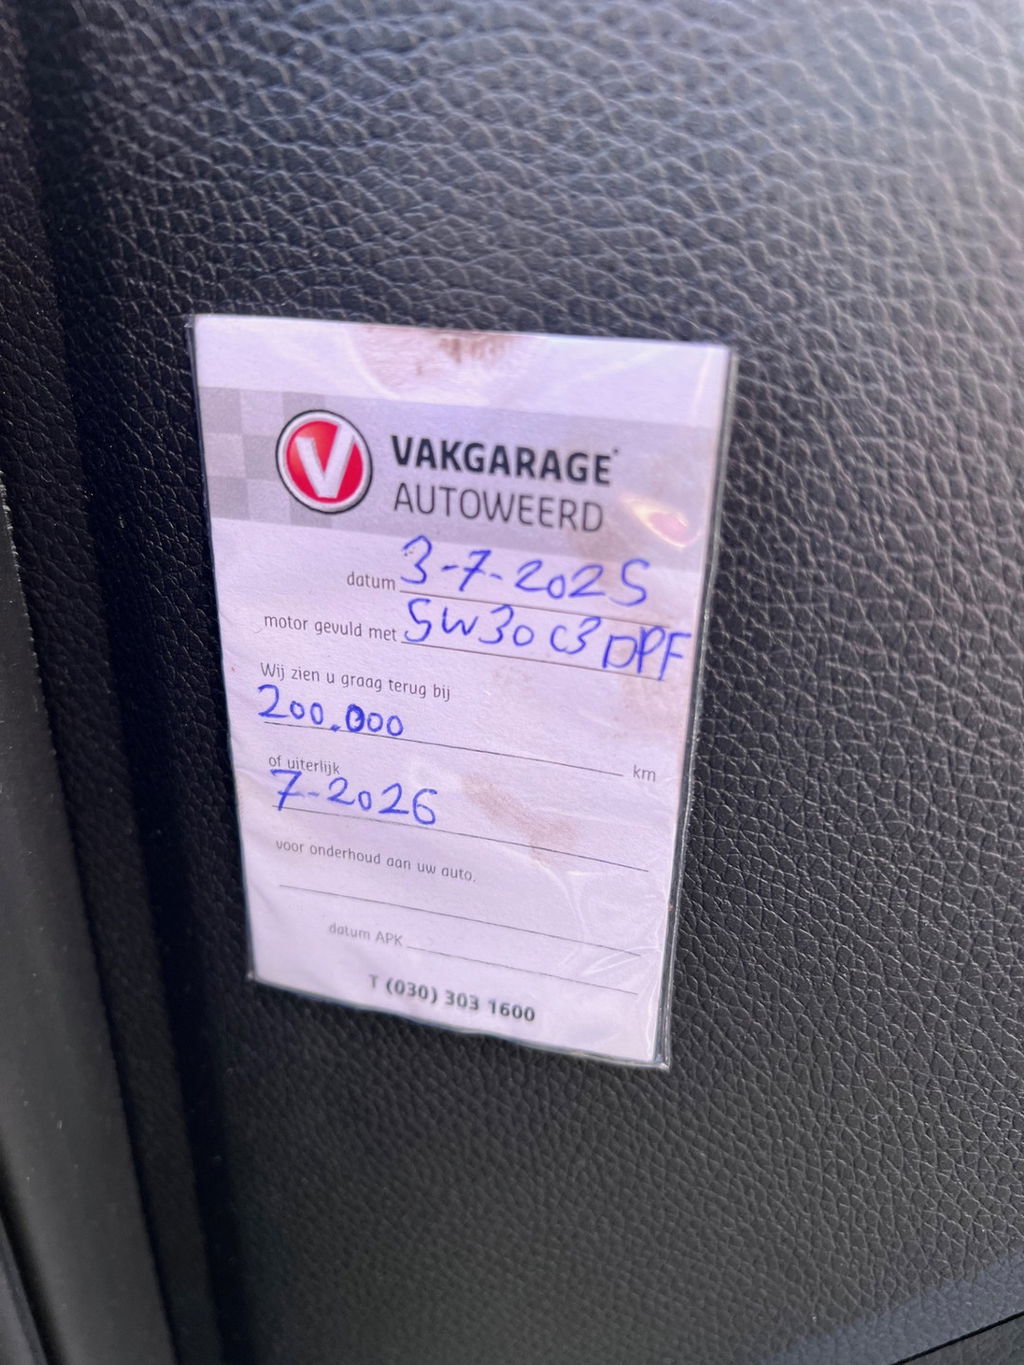 V
VAKGARAGE
AUTOWEERD
datum 3-7-2025
motor gevuld met 5W30 C3 DPF
Wij zien u graag terug bij
200.000 km
of uiterlijk
7-2026
voor onderhoud aan uw auto.
datum APK
T (030) 303 1600